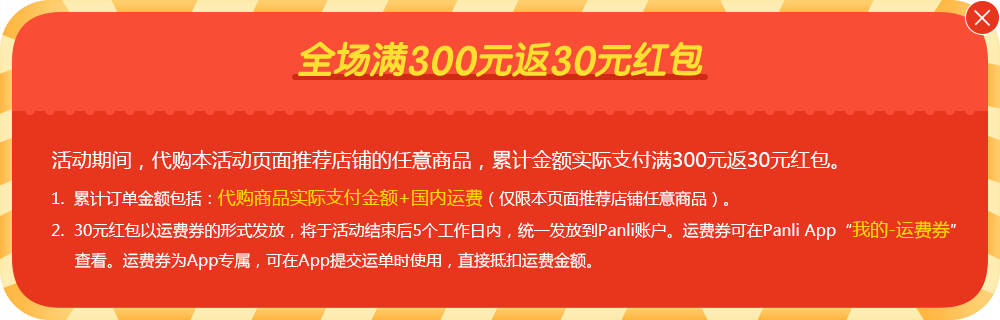 全场满300元返30元红包
活动期间，代购本活动页面推荐店铺的任意商品，累计金额实际支付满300元返30元红包。
1. 累计订单金额包括：代购商品实际支付金额+国内运费（仅限本页面推荐店铺任意商品）。
2. 30元红包以运费券的形式发放，将于活动结束后5个工作日内，统一发放到Panli账户。运费券可在Panli App“我的-运费券”
查看。运费券为App专属，可在App提交运单时使用，直接抵扣运费金额。